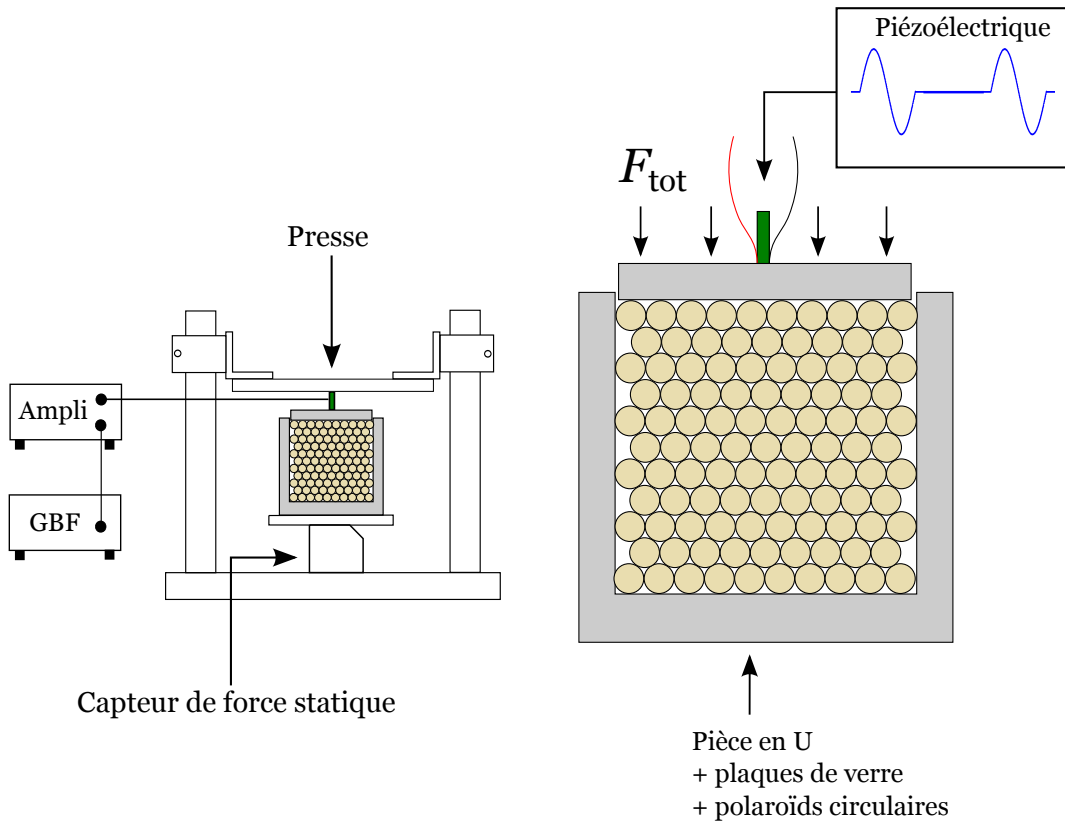 Piézoélectrique
F_tot
Presse
Ampli
GBF
Capteur de force statique
Pièce en U
+ plaques de verre
+ polaroïds circulaires